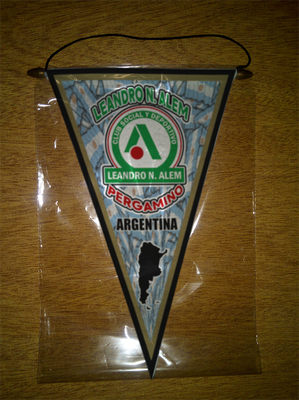 LEANDRO N. ALEM
CLUB SOCIAL Y DEPORTIVO
LEANDRO N. ALEM
PERGAMINO
ARGENTINA